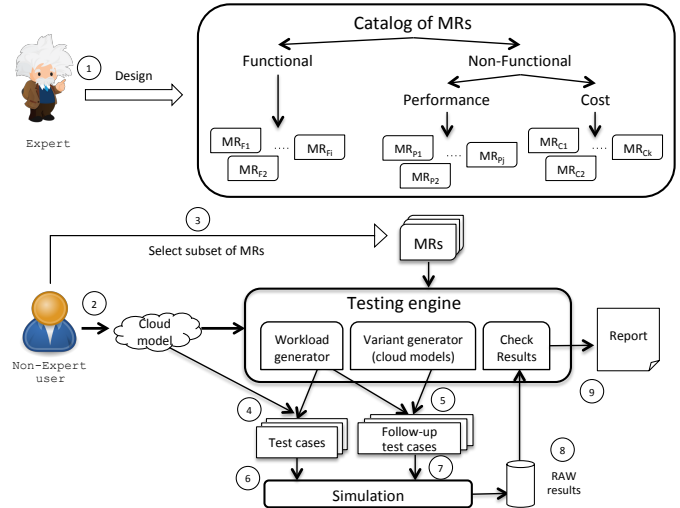 Catalog of MRs
1
Design
Expert
Functional
Non-Functional
Performance
Cost
MRF1
....
MRFi
MRF2
MRP1
....
MRPj
MRP2
MRC1
....
MRCk
MRC2
3
Select subset of MRs
MRs
2
Non-Expert
user
Cloud
model
Testing engine
Workload
generator
Variant generator
(cloud models)
Check
Results
Report
9
4
5
Test cases
Follow-up
test cases
6
7
8
RAW
results
Simulation